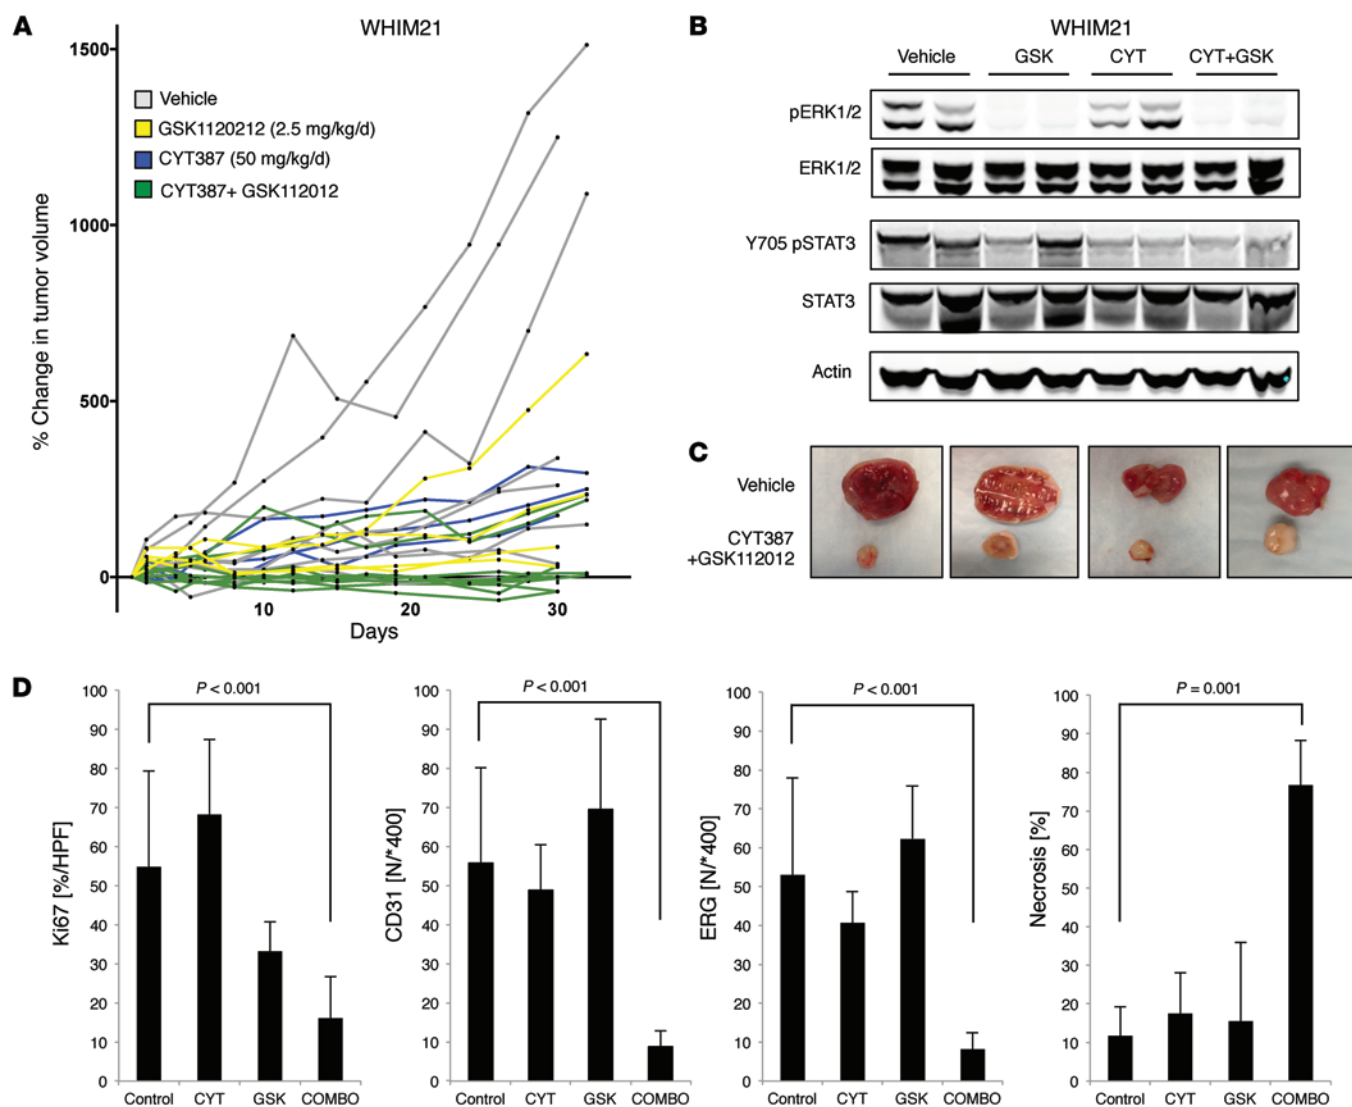 A
WHIM21
1500
1000
500
0
% Change in tumor volume
Vehicle
GSK1120212 (2.5 mg/kg/d)
CYT387 (50 mg/kg/d)
CYT387+ GSK112012
10
20
30
Days
B
WHIM21
Vehicle
GSK
CYT
CYT+GSK
pERK1/2
ERK1/2
Y705 pSTAT3
STAT3
Actin
C
Vehicle
CYT387
+GSK112012
D
P < 0.001
Ki67 [%/HPF]
100
90
80
70
60
50
40
30
20
10
0
Control CYT GSK COMBO
P < 0.001
CD31 [N/*400]
100
90
80
70
60
50
40
30
20
10
0
Control CYT GSK COMBO
P < 0.001
ERG [N/*400]
100
90
80
70
60
50
40
30
20
10
0
Control CYT GSK COMBO
P = 0.001
Necrosis [%]
100
90
80
70
60
50
40
30
20
10
0
Control CYT GSK COMBO